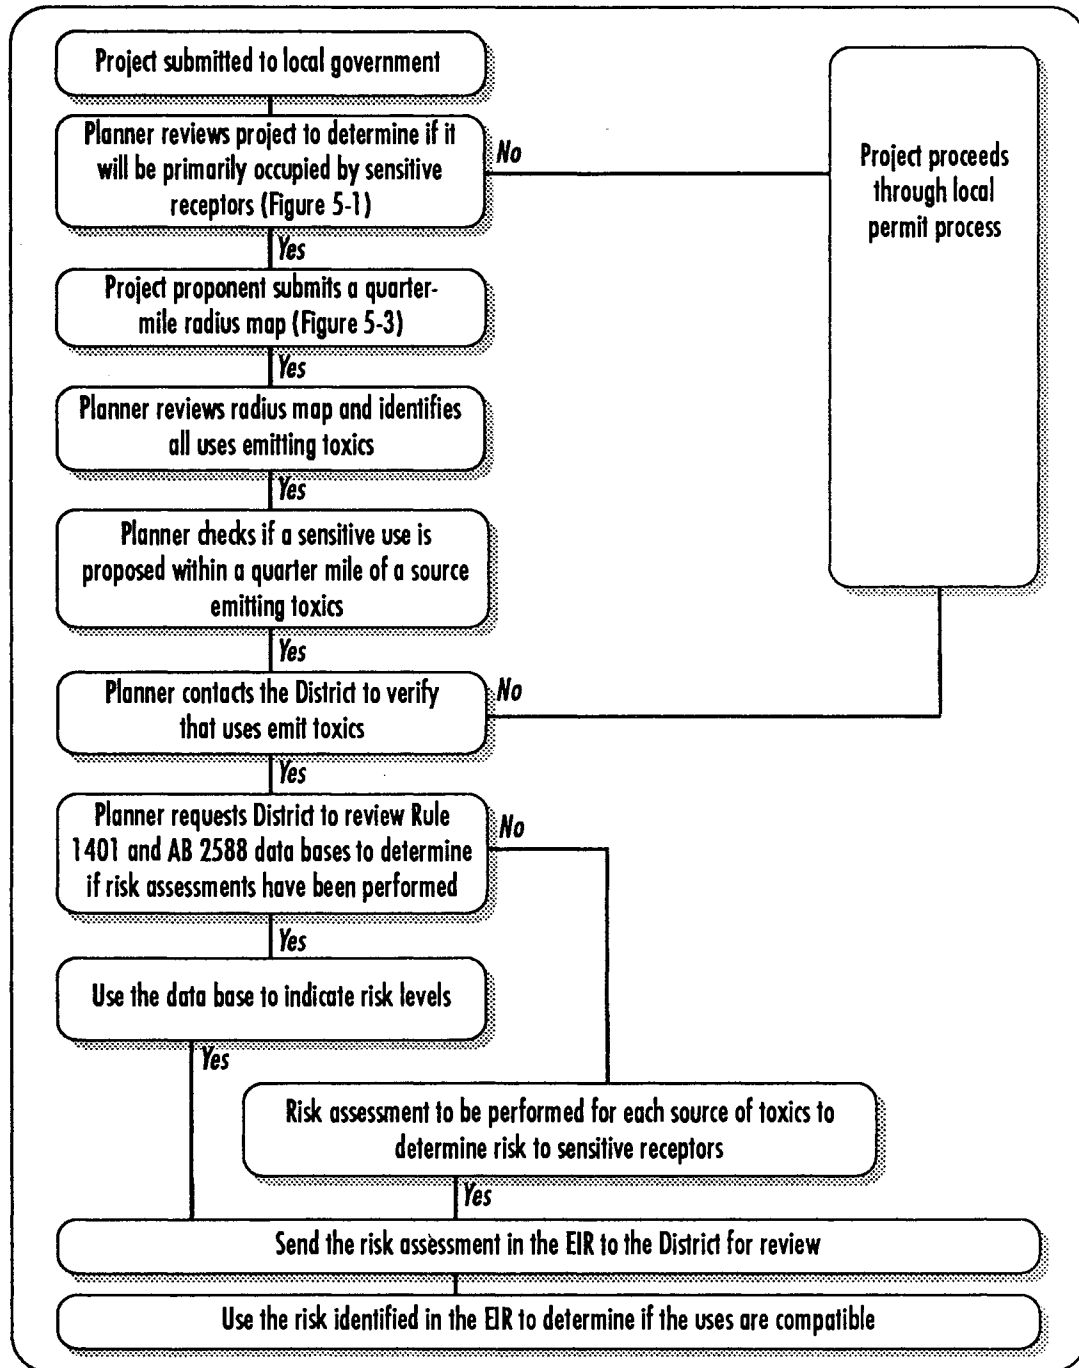 Project submitted to local government
Planner reviews project to determine if it
will be primarily occupied by sensitive
receptors (Figure 5-1)
No
Project proceeds
through local
permit process
Yes
Project proponent submits a quarter-
mile radius map (Figure 5-3)
Yes
Planner reviews radius map and identifies
all uses emitting toxics
Yes
Planner checks if a sensitive use is
proposed within a quarter mile of a source
emitting toxics
Yes
Planner contacts the District to verify
that uses emit toxics
No
Yes
Planner requests District to review Rule
1401 and AB 2588 data bases to determine
if risk assessments have been performed
No
Yes
Use the data base to indicate risk levels
Yes
Risk assessment to be performed for each source of toxics to
determine risk to sensitive receptors
Yes
Send the risk assessment in the EIR to the District for review
Use the risk identified in the EIR to determine if the uses are compatible